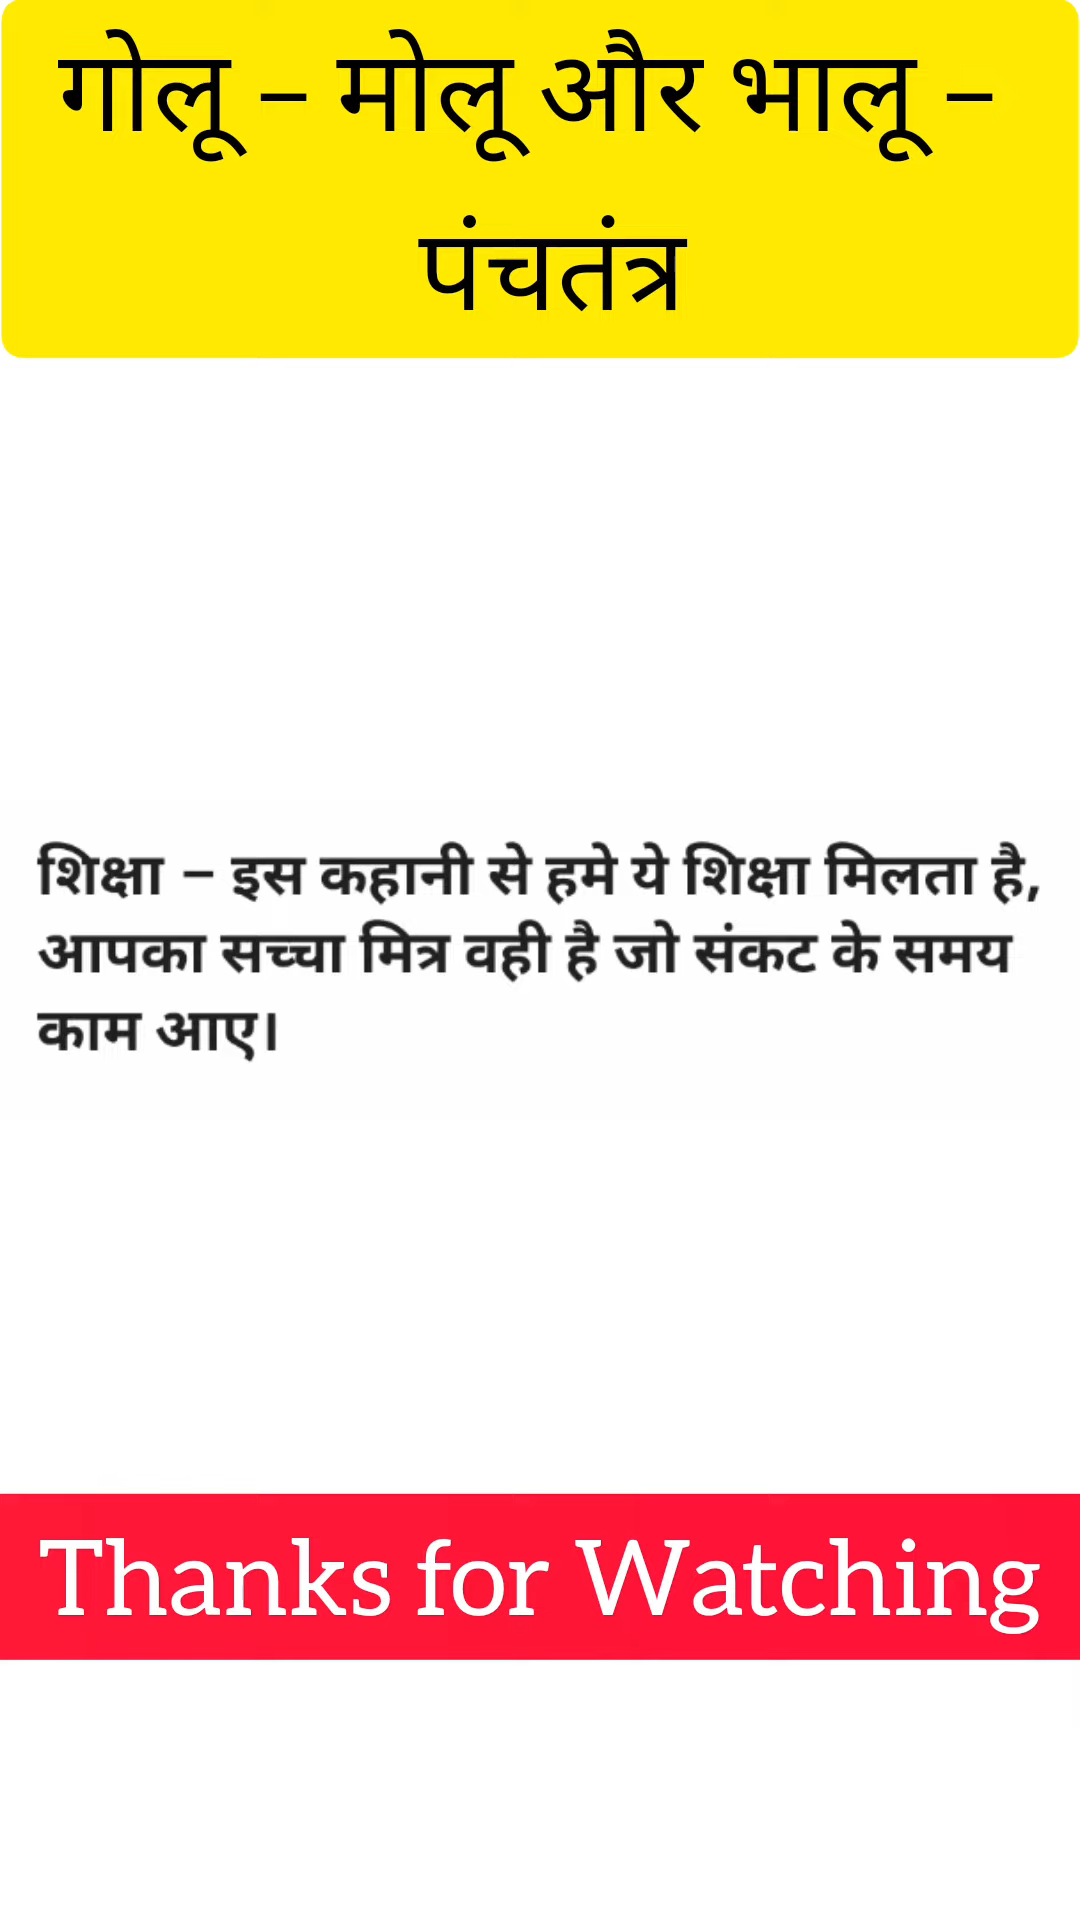 गोलू – मोलू और भालू –
पंचतंत्र
शिक्षा – इस कहानी से हमे ये शिक्षा मिलता है,
आपका सच्चा मित्र वही है जो संकट के समय
काम आए।
Thanks for Watching